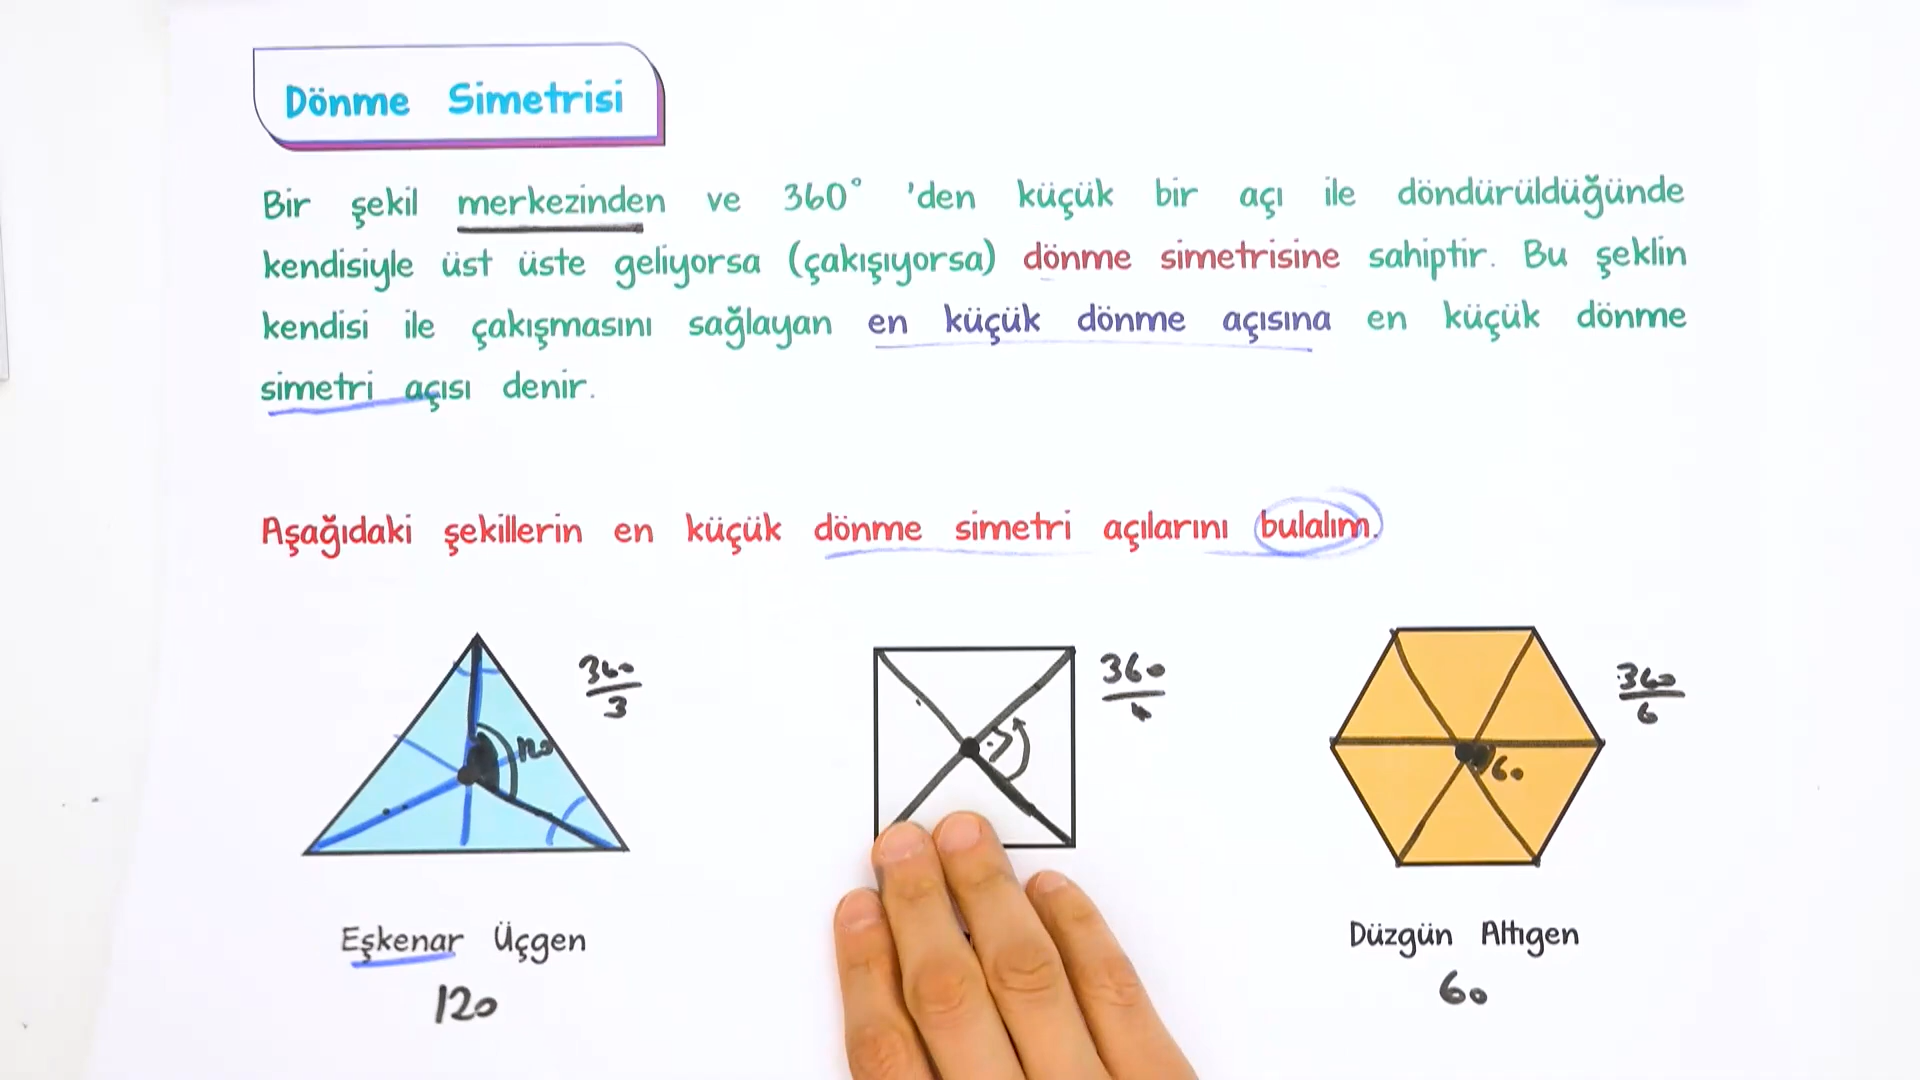 Dönme Simetrisi
Bir şekil merkezinden ve 360° 'den küçük bir açı ile döndürüldüğünde
kendisiyle üst üste geliyorsa (çakışıyorsa) dönme simetrisine sahiptir. Bu şeklin
kendisi ile çakışmasını sağlayan en küçük dönme açısına en küçük dönme
simetri açısı denir.
Aşağıdaki şekillerin en küçük dönme simetri açılarını bulalım.
360
3
120
360
4
360
6
60
Eşkenar Üçgen
120
Düzgün Altıgen
60